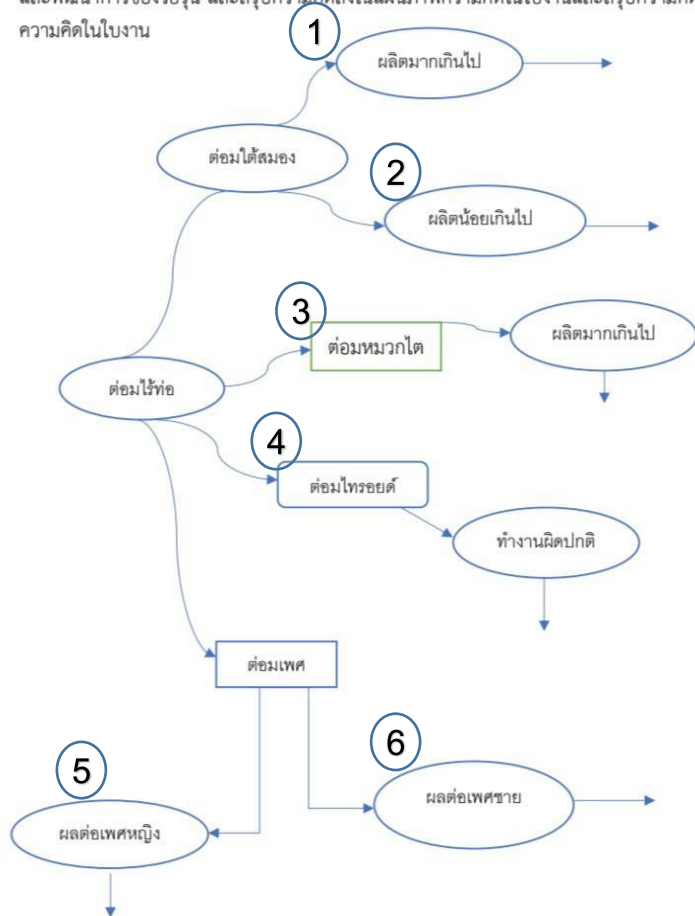 ความคิดในใบงาน
1
ผลิตมากเกินไป
ต่อมใต้สมอง
2
ผลิตน้อยเกินไป
3
ต่อมหมวกไต
ผลิตมากเกินไป
ต่อมไร้ท่อ
4
ต่อมไทรอยด์
ทำงานผิดปกติ
ต่อมเพศ
5
ผลต่อเพศหญิง
6
ผลต่อเพศชาย